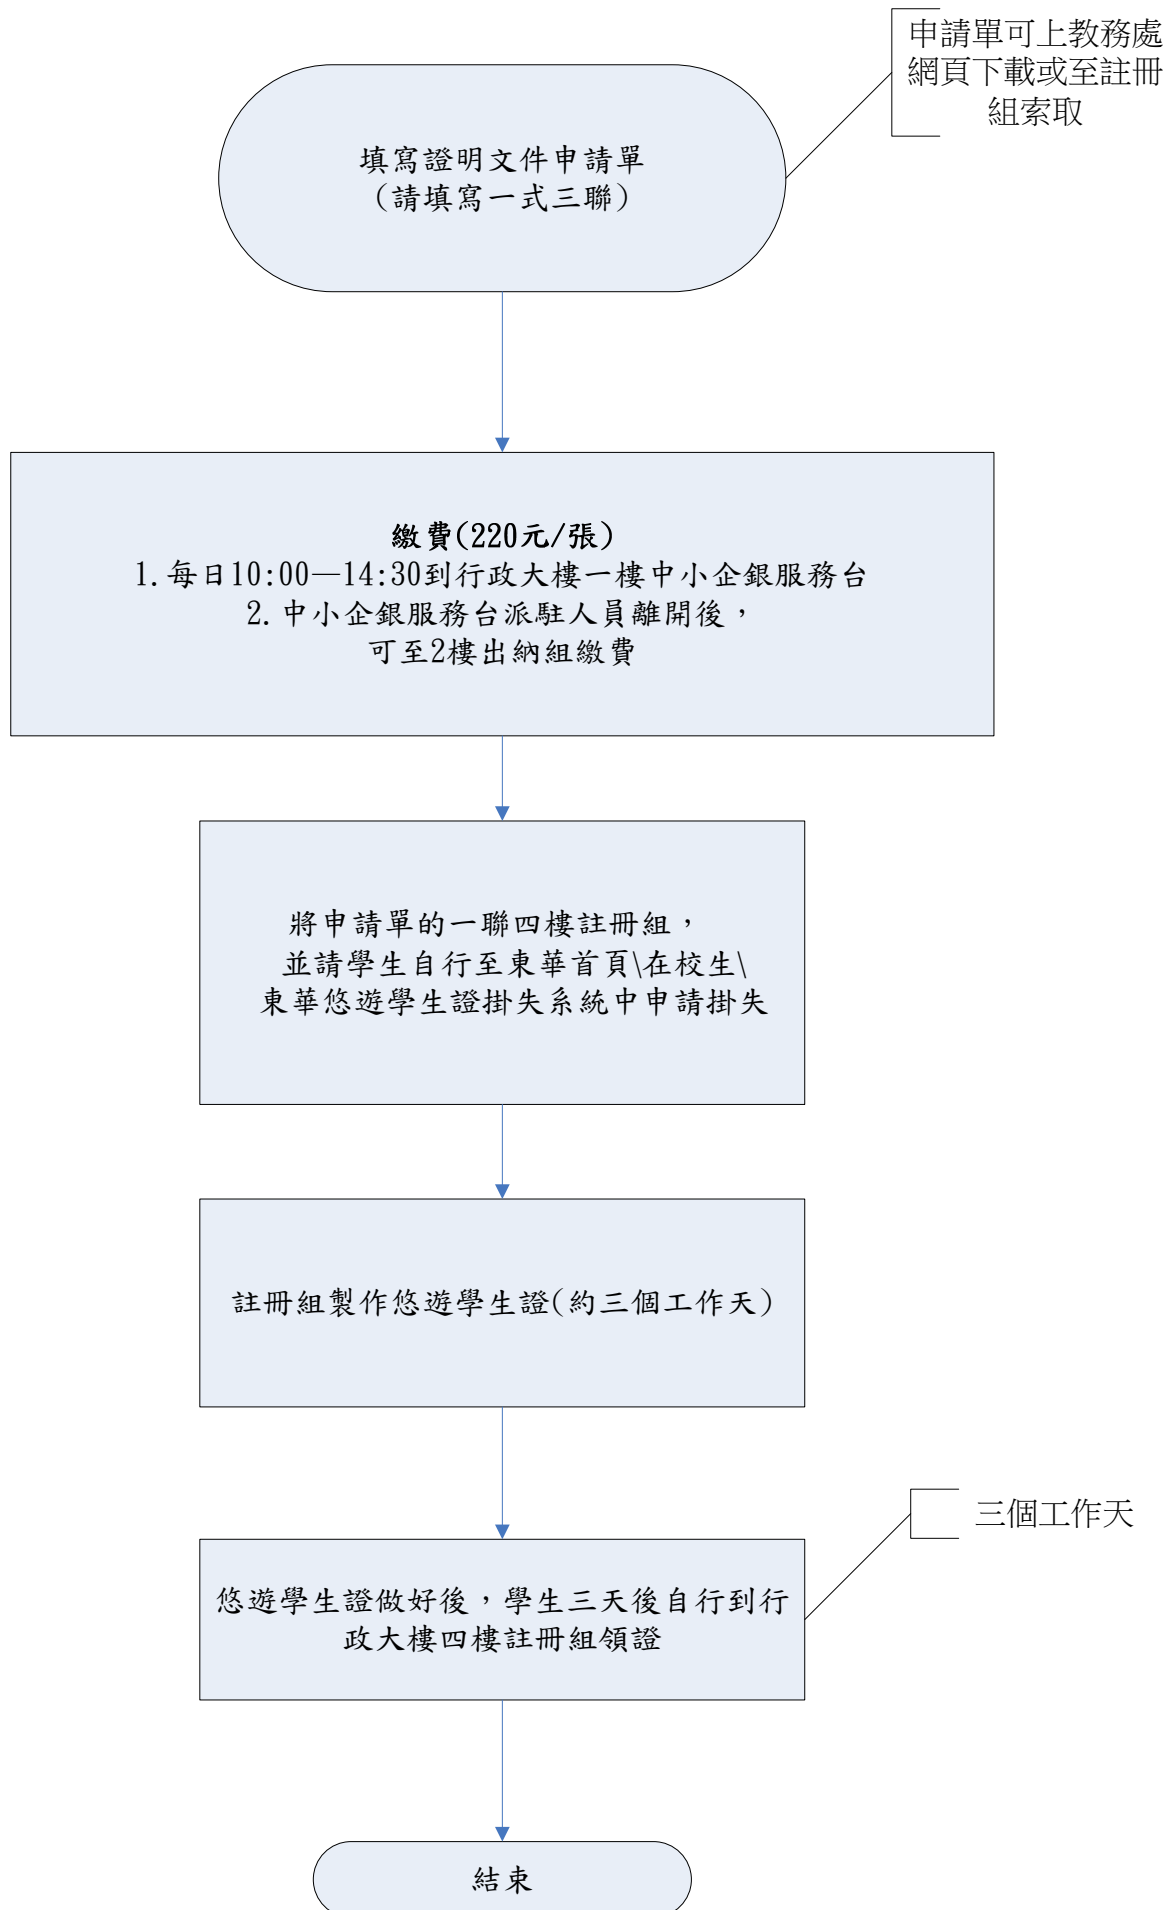 申請單可上教務處
網頁下載或至註冊
組索取
填寫證明文件申請單
(請填寫一式三聯)
繳費(220元/張)
1.每日10:00—14:30到行政大樓一樓中小企銀服務台
2.中小企銀服務台派駐人員離開後，
可至2樓出納組繳費
將申請單的一聯四樓註冊組，
並請學生自行至東華首頁\在校生\
東華悠遊學生證掛失系統中申請掛失
註冊組製作悠遊學生證(約三個工作天)
三個工作天
悠遊學生證做好後，學生三天後自行到行
政大樓四樓註冊組領證
結束